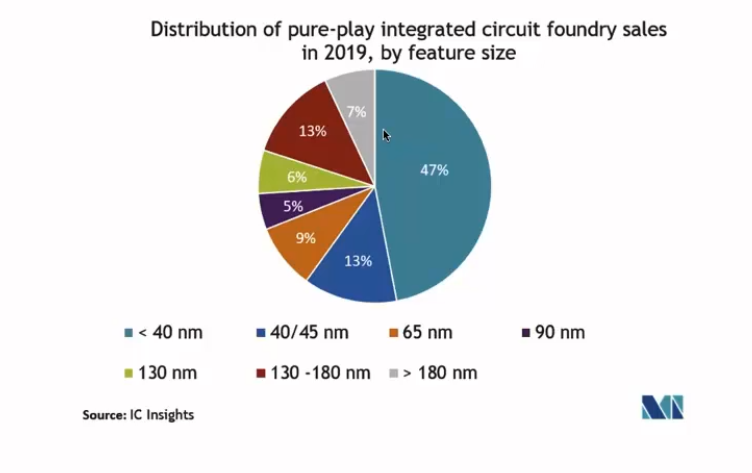 Distribution of pure-play integrated circuit foundry sales
in 2019, by feature size
7%
13%
47%
6%
5%
9%
13%
< 40 nm 40/45 nm 65 nm 90 nm
130 nm 130 -180 nm > 180 nm
Source: IC Insights